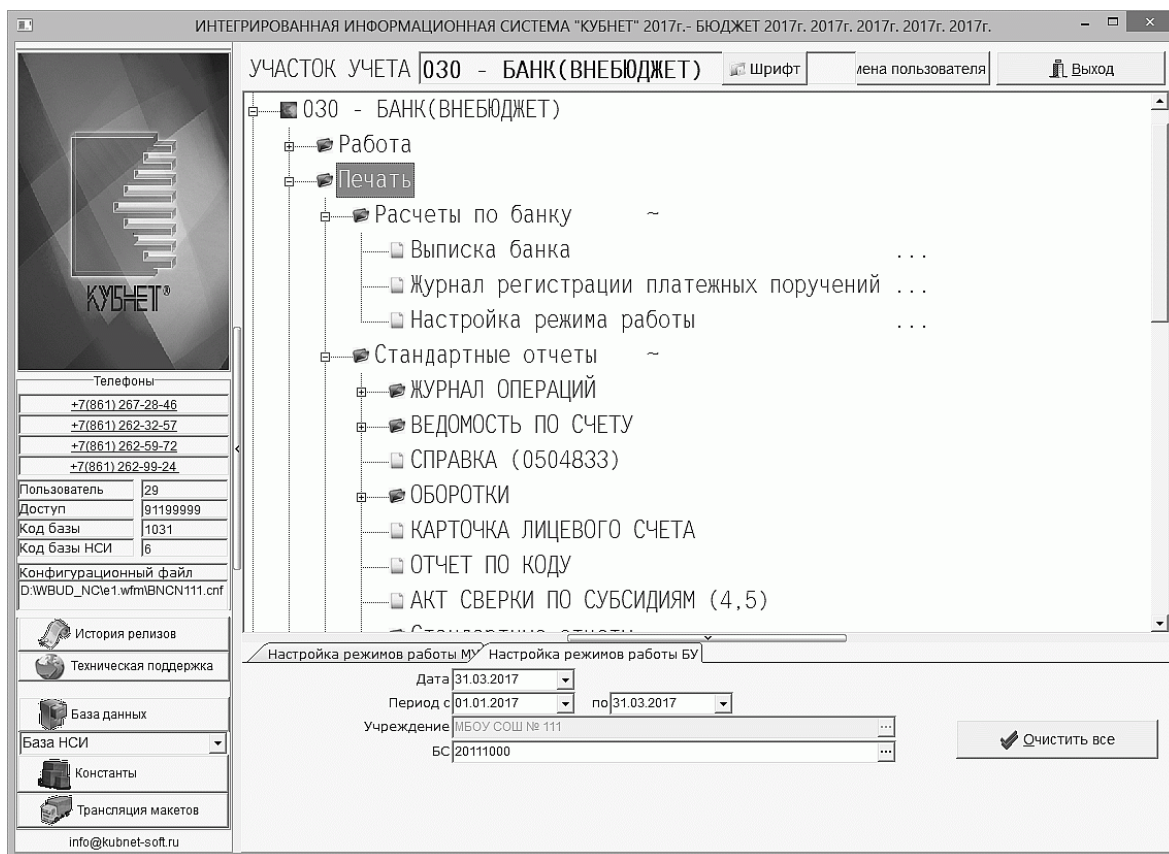 ИНТЕГРИРОВАННАЯ ИНФОРМАЦИОННАЯ СИСТЕМА "КУБНЕТ" 2017г.- БЮДЖЕТ 2017г. 2017г. 2017г. 2017г. 2017г.
УЧАСТОК УЧЕТА 030 - БАНК(ВНЕБЮДЖЕТ) Шрифт мена пользователя Выход
030 - БАНК(ВНЕБЮДЖЕТ)
Работа
Печать
Расчеты по банку ~
Выписка банка ...
Журнал регистрации платежных поручений ...
Настройка режима работы ...
Стандартные отчеты ~
ЖУРНАЛ ОПЕРАЦИЙ
ВЕДОМОСТЬ ПО СЧЕТУ
СПРАВКА (0504833)
ОБОРОТКИ
КАРТОЧКА ЛИЦЕВОГО СЧЕТА
ОТЧЕТ ПО КОДУ
АКТ СВЕРКИ ПО СУБСИДИЯМ (4,5)
КУБНЕТ®
Телефоны
+7(861) 267-28-46
+7(861) 262-32-57
+7(861) 262-59-72
+7(861) 262-99-24
Пользователь 29
Доступ 91199999
Код базы 1031
Код базы НСИ 6
Конфигурационный файл
D:\WBUD_NC\e1.wfm\BNCN111.cnf
История релизов
Техническая поддержка
База данных
База НСИ
Константы
Трансляция макетов
info@kubnet-soft.ru
Настройка режимов работы МУ Настройка режимов работы БУ
Дата 31.03.2017
Период с 01.01.2017 по 31.03.2017
Учреждение МБОУ СОШ № 111 ...
БС 20111000 ...
Очистить все